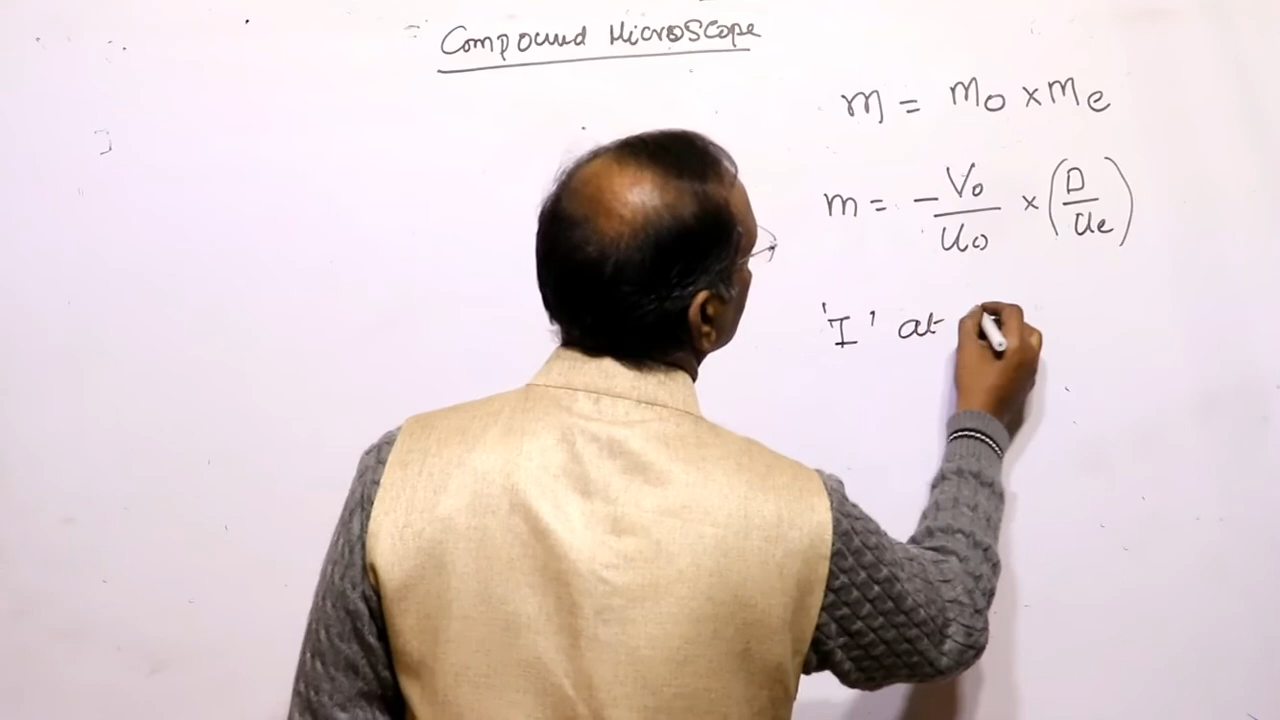 Compound Microscope
m = mo × me
m = - Vo/Uo × (D/Ue)
'I' at